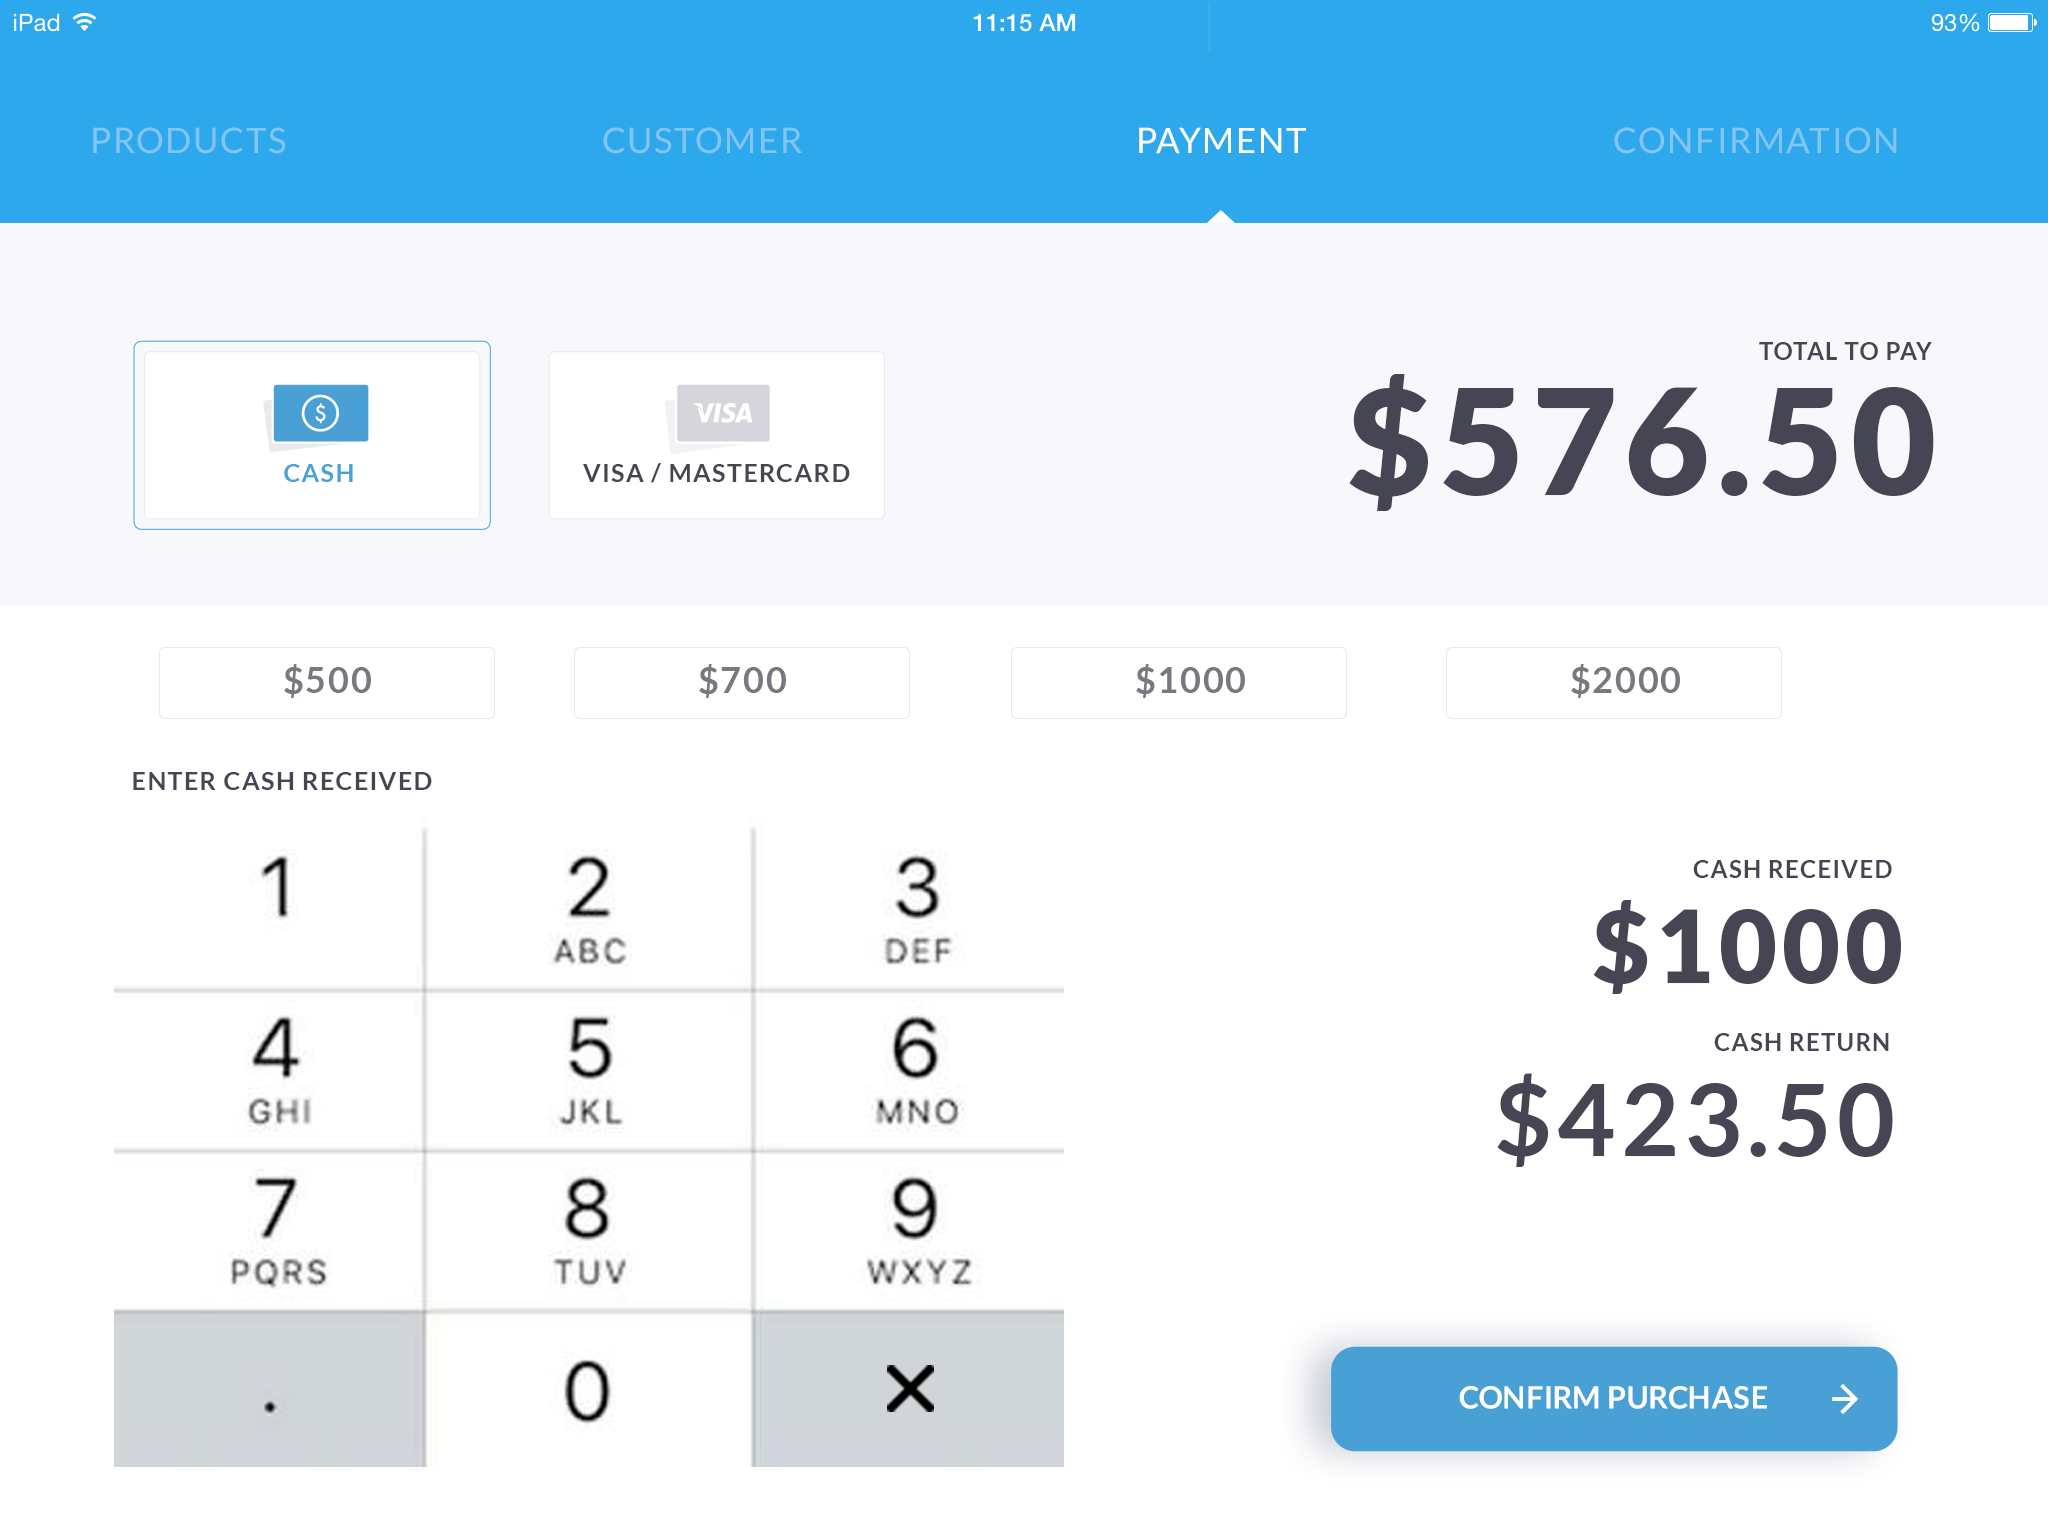 iPad 11:15 AM 93%
PRODUCTS CUSTOMER PAYMENT CONFIRMATION
$
CASH
VISA
VISA / MASTERCARD
TOTAL TO PAY
$576.50
$500 $700 $1000 $2000
ENTER CASH RECEIVED
1 2 3
ABC DEF
4 5 6
GHI JKL MNO
7 8 9
PQRS TUV WXYZ
. 0
CASH RECEIVED
$1000
CASH RETURN
$423.50
CONFIRM PURCHASE